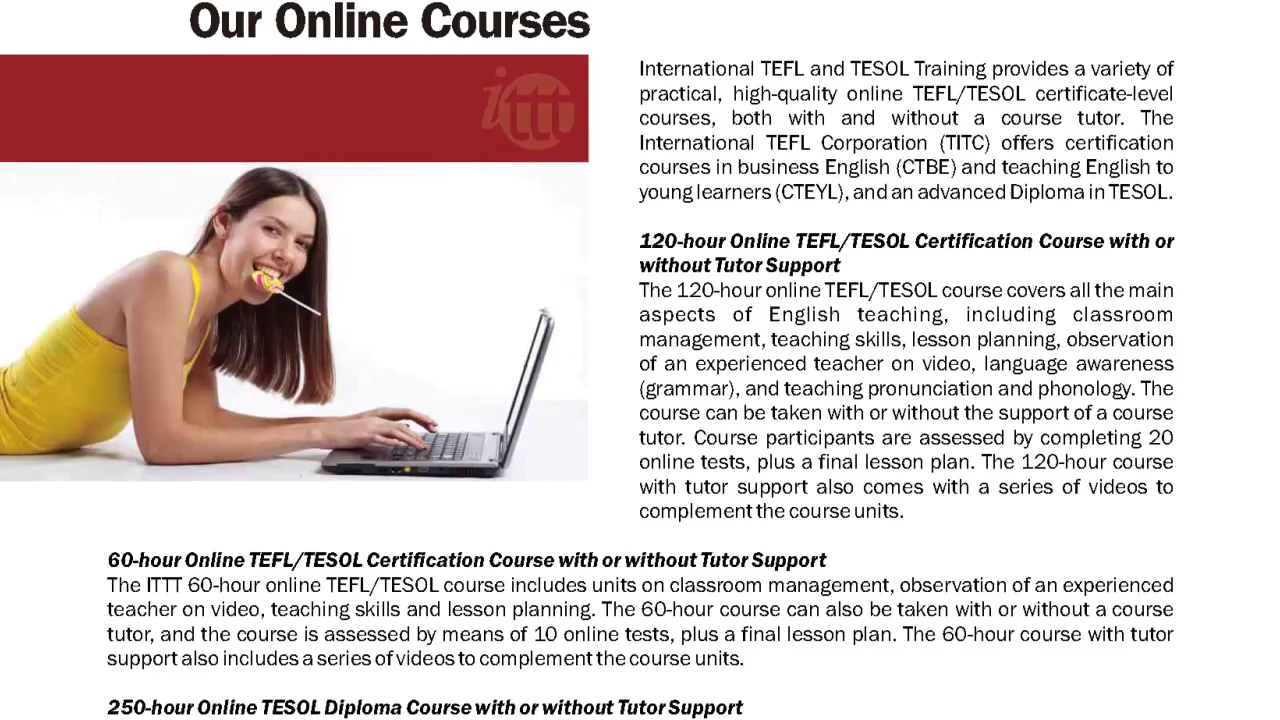 Our Online Courses
ittt
International TEFL and TESOL Training provides a variety of
practical, high-quality online TEFL/TESOL certificate-level
courses, both with and without a course tutor. The
International TEFL Corporation (TITC) offers certification
courses in business English (CTBE) and teaching English to
young learners (CTEYL), and an advanced Diploma in TESOL.
120-hour Online TEFL/TESOL Certification Course with or
without Tutor Support
The 120-hour online TEFL/TESOL course covers all the main
aspects of English teaching, including classroom
management, teaching skills, lesson planning, observation
of an experienced teacher on video, language awareness
(grammar), and teaching pronunciation and phonology. The
course can be taken with or without the support of a course
tutor. Course participants are assessed by completing 20
online tests, plus a final lesson plan. The 120-hour course
with tutor support also comes with a series of videos to
complement the course units.
60-hour Online TEFL/TESOL Certification Course with or without Tutor Support
The ITTT 60-hour online TEFL/TESOL course includes units on classroom management, observation of an experienced
teacher on video, teaching skills and lesson planning. The 60-hour course can also be taken with or without a course
tutor, and the course is assessed by means of 10 online tests, plus a final lesson plan. The 60-hour course with tutor
support also includes a series of videos to complement the course units.
250-hour Online TESOL Diploma Course with or without Tutor Support